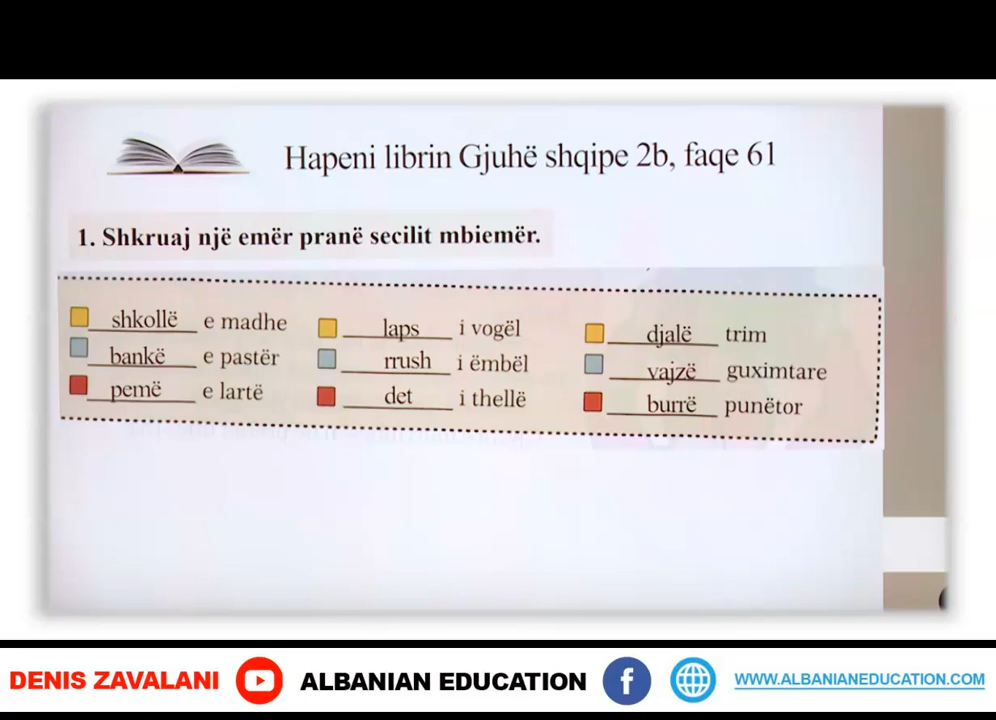 Hapeni librin Gjuhë shqipe 2b, faqe 61
1. Shkruaj një emër pranë secilit mbiemër.
shkollë e madhe laps i vogël djalë trim
bankë e pastër rrush i ëmbël vajzë guximtare
pemë e lartë det i thellë burrë punëtor
DENIS ZAVALANI ALBANIAN EDUCATION f WWW.ALBANIANEDUCATION.COM